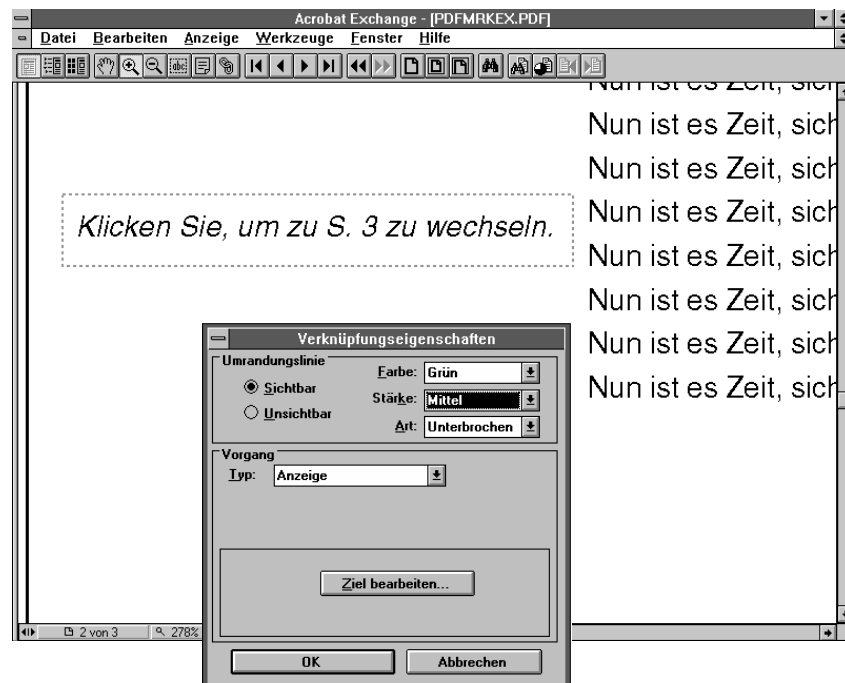 Acrobat Exchange - [PDFMRKEX.PDF]
Datei Bearbeiten Anzeige Werkzeuge Fenster Hilfe
abc
Nun ist es Zeit, sich
Nun ist es Zeit, sich
Nun ist es Zeit, sich
Nun ist es Zeit, sich
Klicken Sie, um zu S. 3 zu wechseln.
Nun ist es Zeit, sich
Nun ist es Zeit, sich
Nun ist es Zeit, sich
Nun ist es Zeit, sich
Verknüpfungseigenschaften
Umrandungslinie
Sichtbar
Unsichtbar
Farbe: Grün
Stärke: Mittel
Art: Unterbrochen
Vorgang
Typ: Anzeige
Ziel bearbeiten...
2 von 3 278%
OK Abbrechen